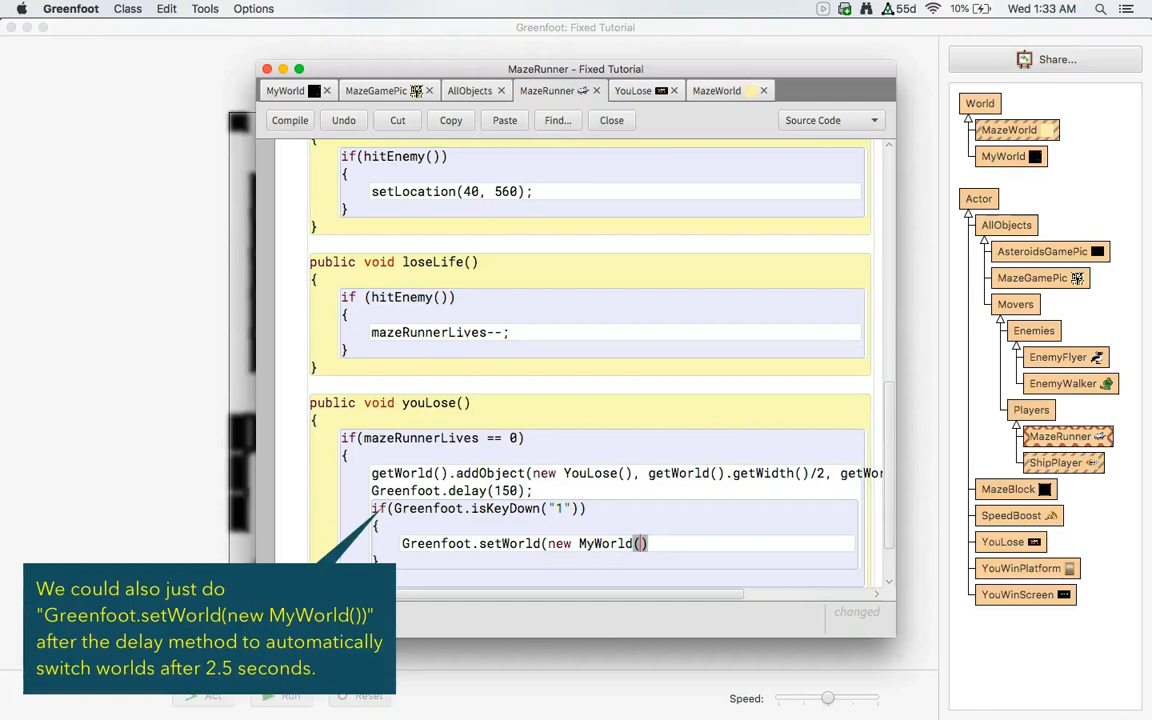 Greenfoot Class Edit Tools Options
55d 10% Wed 1:33 AM
Greenfoot: Fixed Tutorial
MazeRunner - Fixed Tutorial
MyWorld MazeGamePic AllObjects MazeRunner YouLose MazeWorld
Compile Undo Cut Copy Paste Find... Close Source Code
{
if(hitEnemy())
{
setLocation(40, 560);
}
}
public void loseLife()
{
if (hitEnemy())
{
mazeRunnerLives--;
}
}
public void youLose()
{
if(mazeRunnerLives == 0)
{
getWorld().addObject(new YouLose(), getWorld().getWidth()/2, getWor
Greenfoot.delay(150);
if(Greenfoot.isKeyDown("1"))
{
Greenfoot.setWorld(new MyWorld()
}
changed
We could also just do
"Greenfoot.setWorld(new MyWorld())"
after the delay method to automatically
switch worlds after 2.5 seconds.
Act Run Reset
Speed:
Share...
World
MazeWorld
MyWorld
Actor
AllObjects
AsteroidsGamePic
MazeGamePic
Movers
Enemies
EnemyFlyer
EnemyWalker
Players
MazeRunner
ShipPlayer
MazeBlock
SpeedBoost
YouLose
YouWinPlatform
YouWinScreen